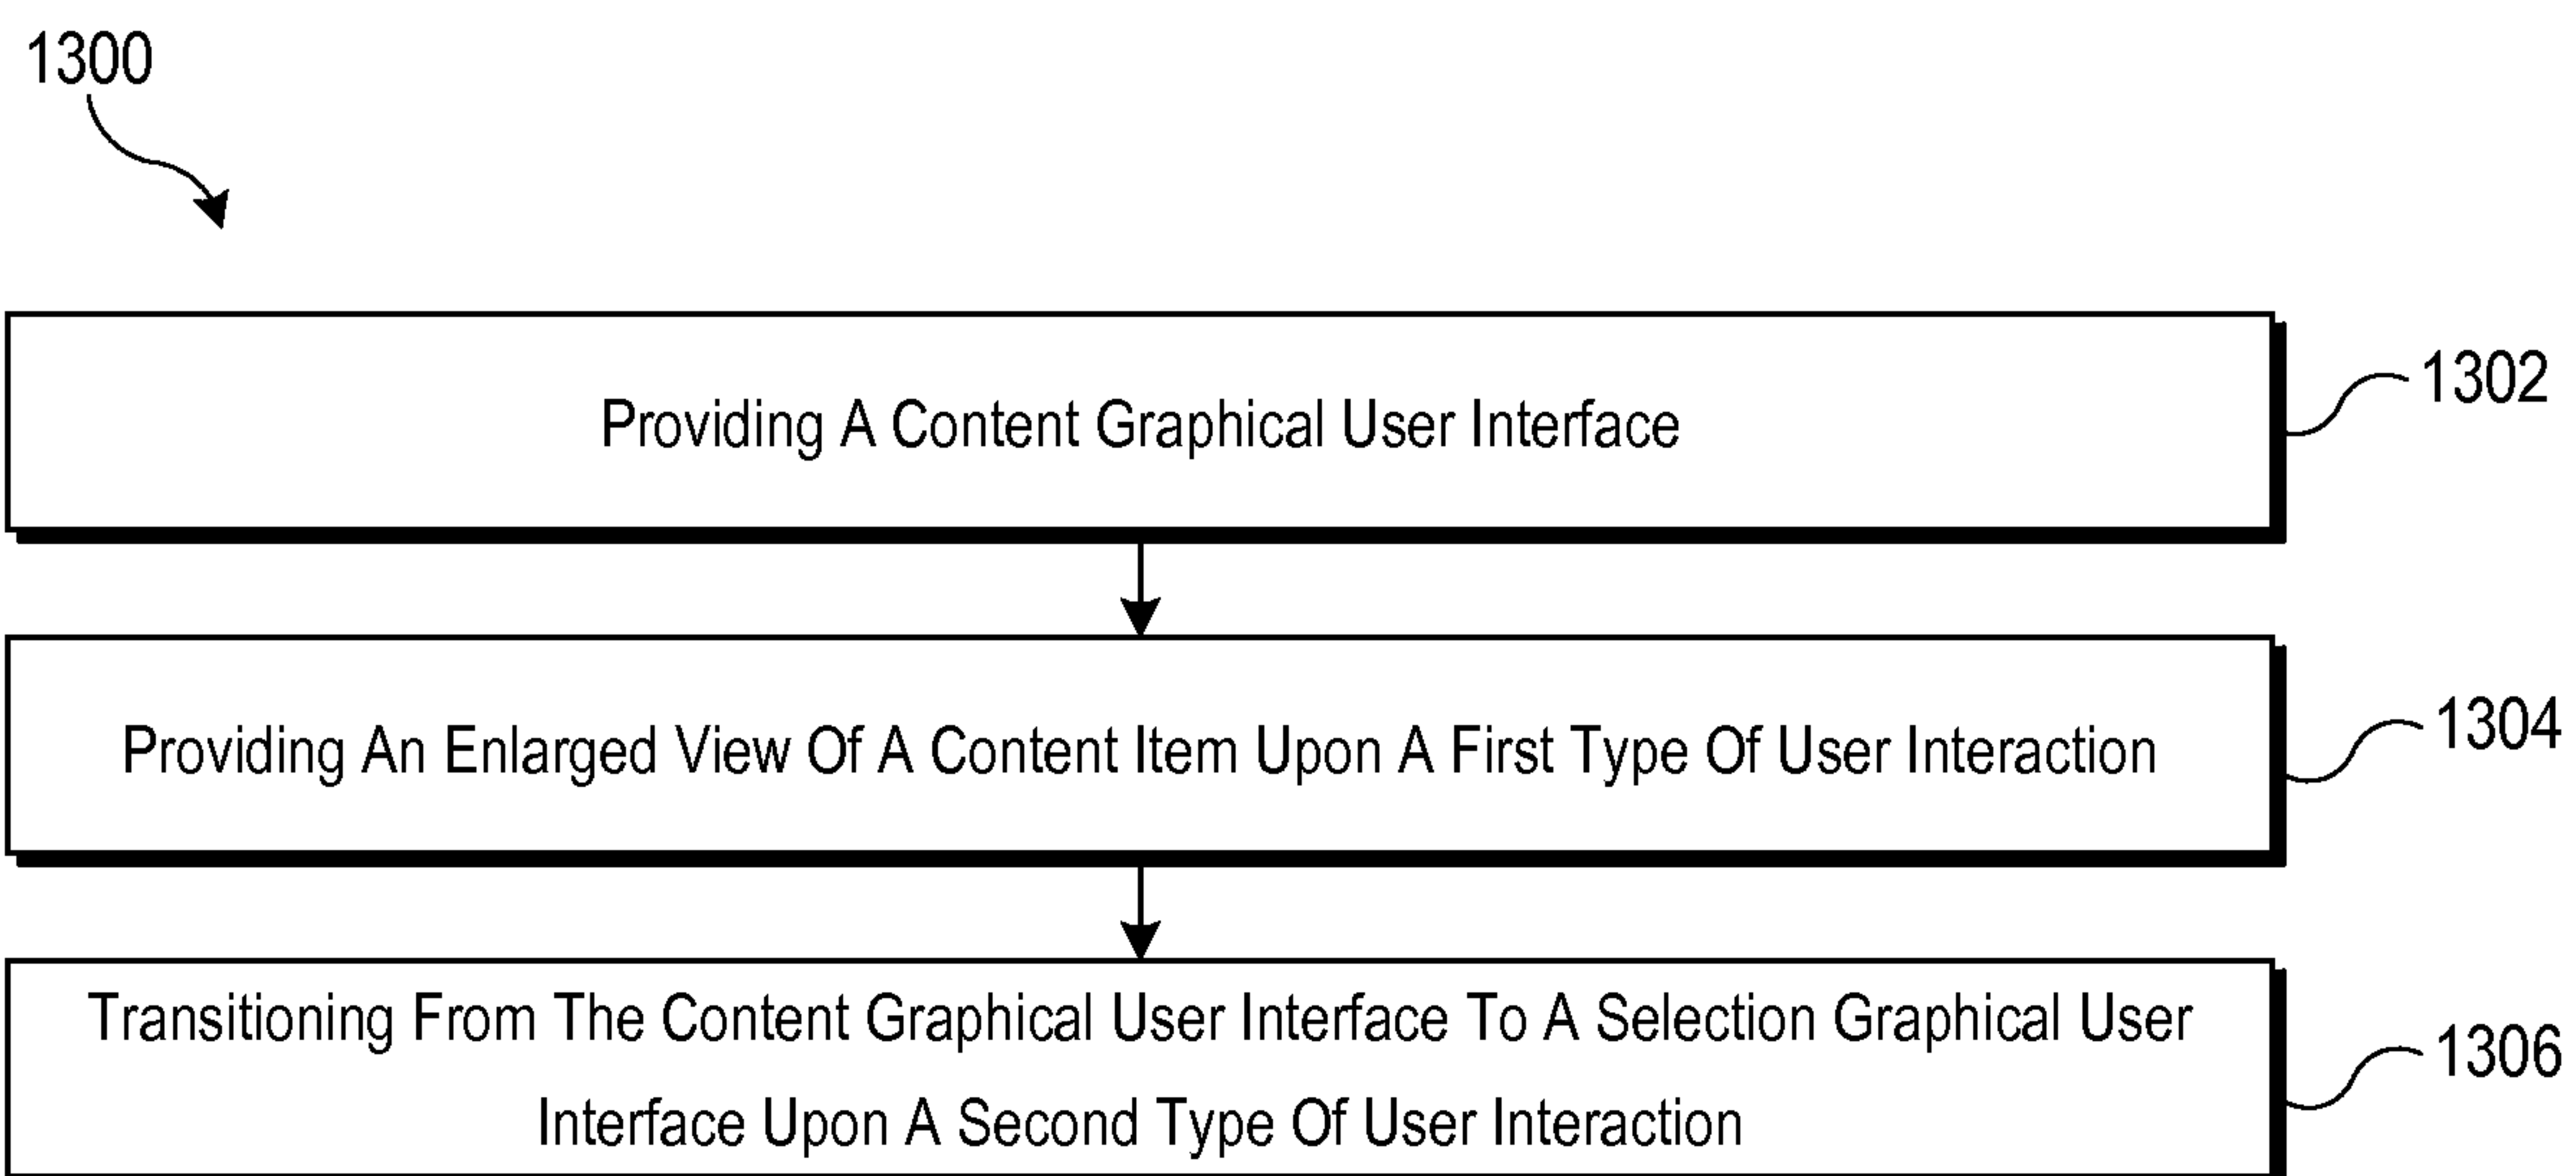 1300
Providing A Content Graphical User Interface
1302
Providing An Enlarged View Of A Content Item Upon A First Type Of User Interaction
1304
Transitioning From The Content Graphical User Interface To A Selection Graphical User
Interface Upon A Second Type Of User Interaction
1306